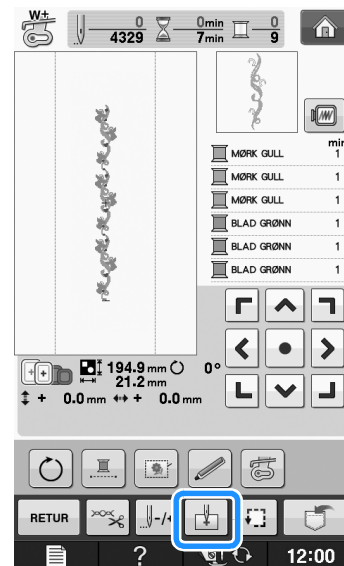 W+
0 0min 0
4329 7min 9
min
MØRK GULL 1
MØRK GULL 1
MØRK GULL 1
BLAD GRØNN 1
BLAD GRØNN 1
BLAD GRØNN 1
194.9 mm 0°
21.2 mm
+ 0.0 mm + 0.0 mm
RETUR
? 12:00